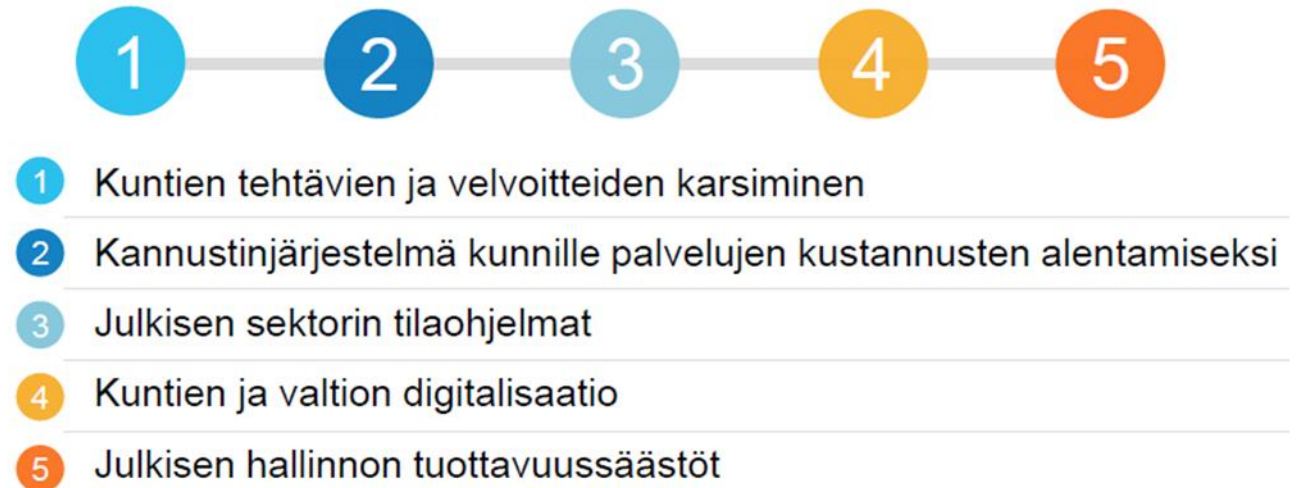 1 2 3 4 5
1 Kuntien tehtävien ja velvoitteiden karsiminen
2 Kannustinjärjestelmä kunnille palvelujen kustannusten alentamiseksi
3 Julkisen sektorin tilaohjelmat
4 Kuntien ja valtion digitalisaatio
5 Julkisen hallinnon tuottavuussäästöt